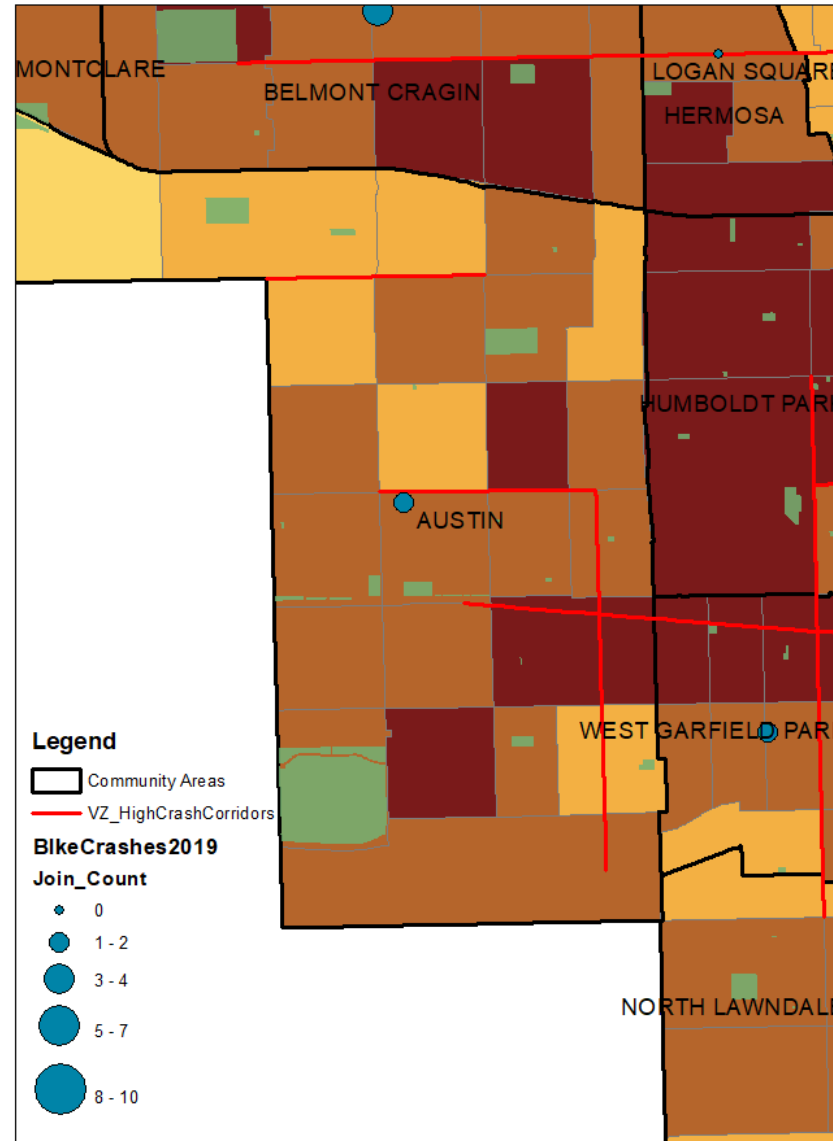 MONTCLARE
BELMONT CRAGIN
LOGAN SQUARE
HERMOSA
HUMBOLDT PAR
AUSTIN
WEST GARFIELD PAR
NORTH LAWNDALE
Legend
Community Areas
VZ_HighCrashCorridors
BIkeCrashes2019
Join_Count
0
1 - 2
3 - 4
5 - 7
8 - 10